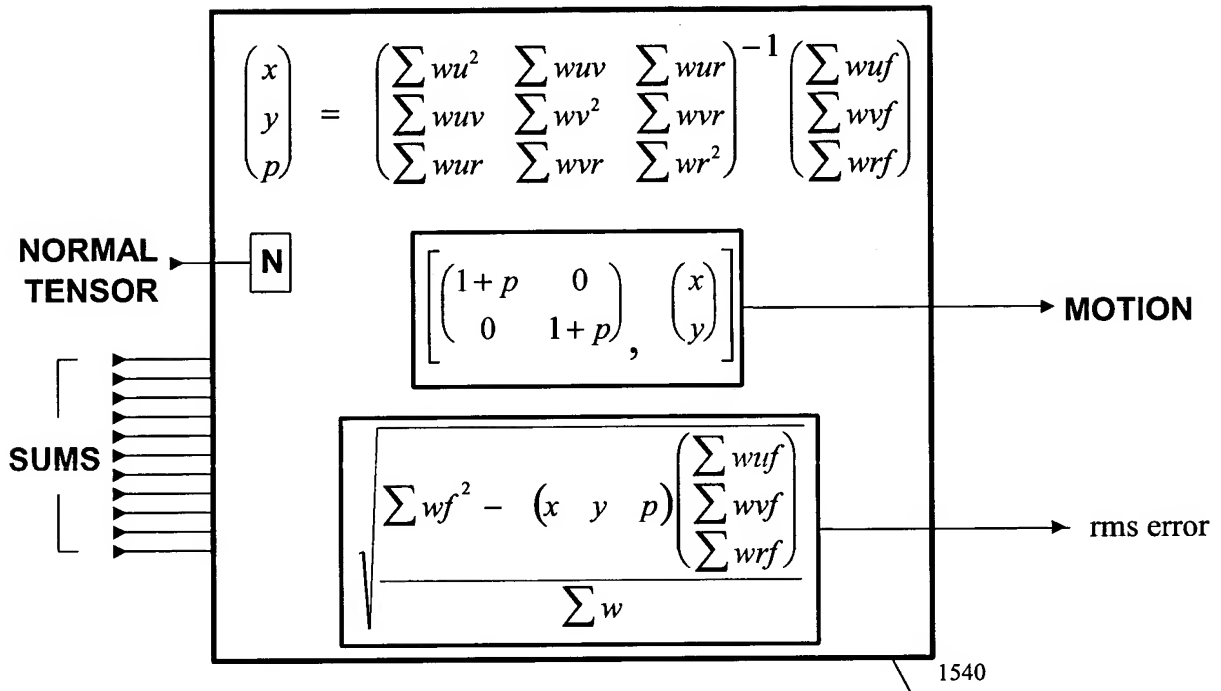 (x y p) = (∑wu² ∑wuv ∑wur
∑wuv ∑wv² ∑wvr
∑wur ∑wvr ∑wr²)⁻¹ (∑wuf
∑wvf
∑wrf)
NORMAL
TENSOR
N
[(1 + p 0
0 1 + p), (x
y)]
MOTION
SUMS
√ ∑wf² − (x y p) (∑wuf
∑wvf
∑wrf)
∑w
rms error
1540